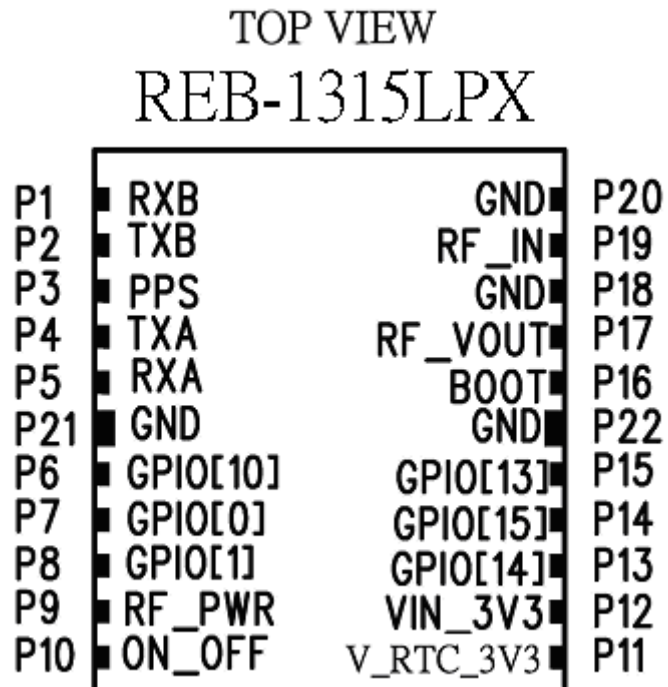 TOP VIEW
REB-1315LPX
P1 RXB GND P20
P2 TXB RF_IN P19
P3 PPS GND P18
P4 TXA RF_VOUT P17
P5 RXA BOOT P16
P21 GND GND P22
P6 GPIO[10] GPIO[13] P15
P7 GPIO[0] GPIO[15] P14
P8 GPIO[1] GPIO[14] P13
P9 RF_PWR VIN_3V3 P12
P10 ON_OFF V_RTC_3V3 P11